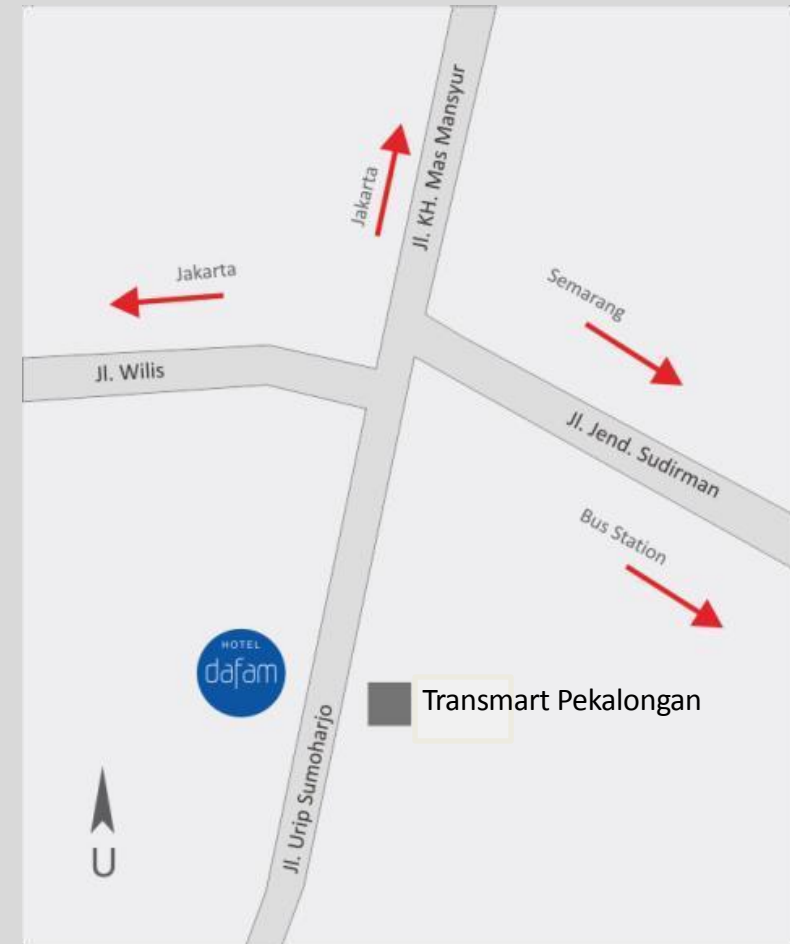 Jl. KH. Mas Mansyur
Jakarta
Jakarta
Semarang
Jl. Wilis
Jl. Jend. Sudirman
Bus Station
HOTEL
dafam
Transmart Pekalongan
Jl. Urip Sumoharjo
U